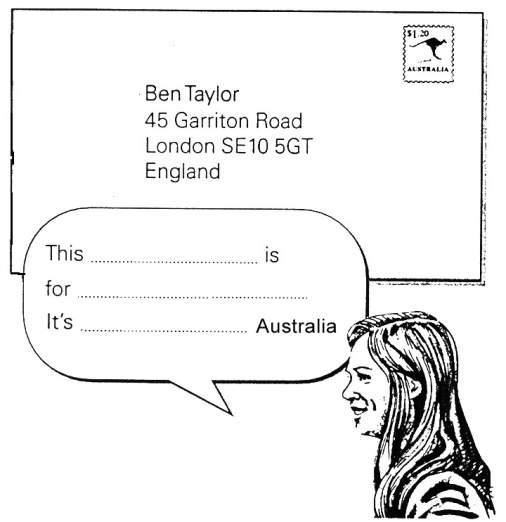 $1.20
AUSTRALIA
Ben Taylor
45 Garriton Road
London SE10 5GT
England
This ........................................ is
for ........................................................
It's ........................................ Australia